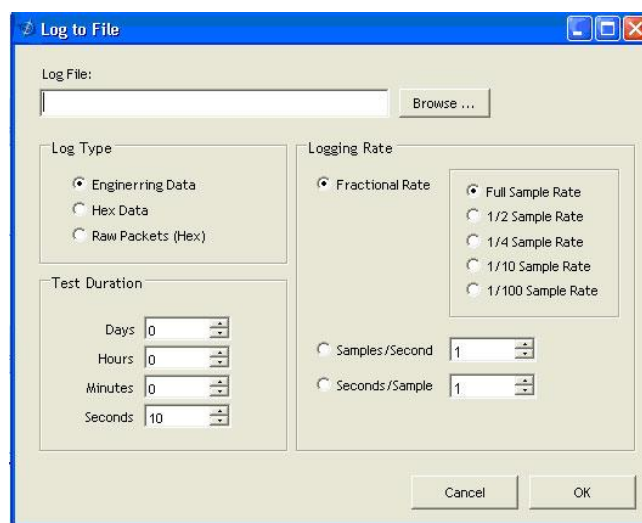 Log to File
Log File:
Browse ...
Log Type
Enginerring Data
Hex Data
Raw Packets (Hex)
Test Duration
Days 0
Hours 0
Minutes 0
Seconds 10
Logging Rate
Fractional Rate
Full Sample Rate
1/2 Sample Rate
1/4 Sample Rate
1/10 Sample Rate
1/100 Sample Rate
Samples/Second 1
Seconds/Sample 1
Cancel OK